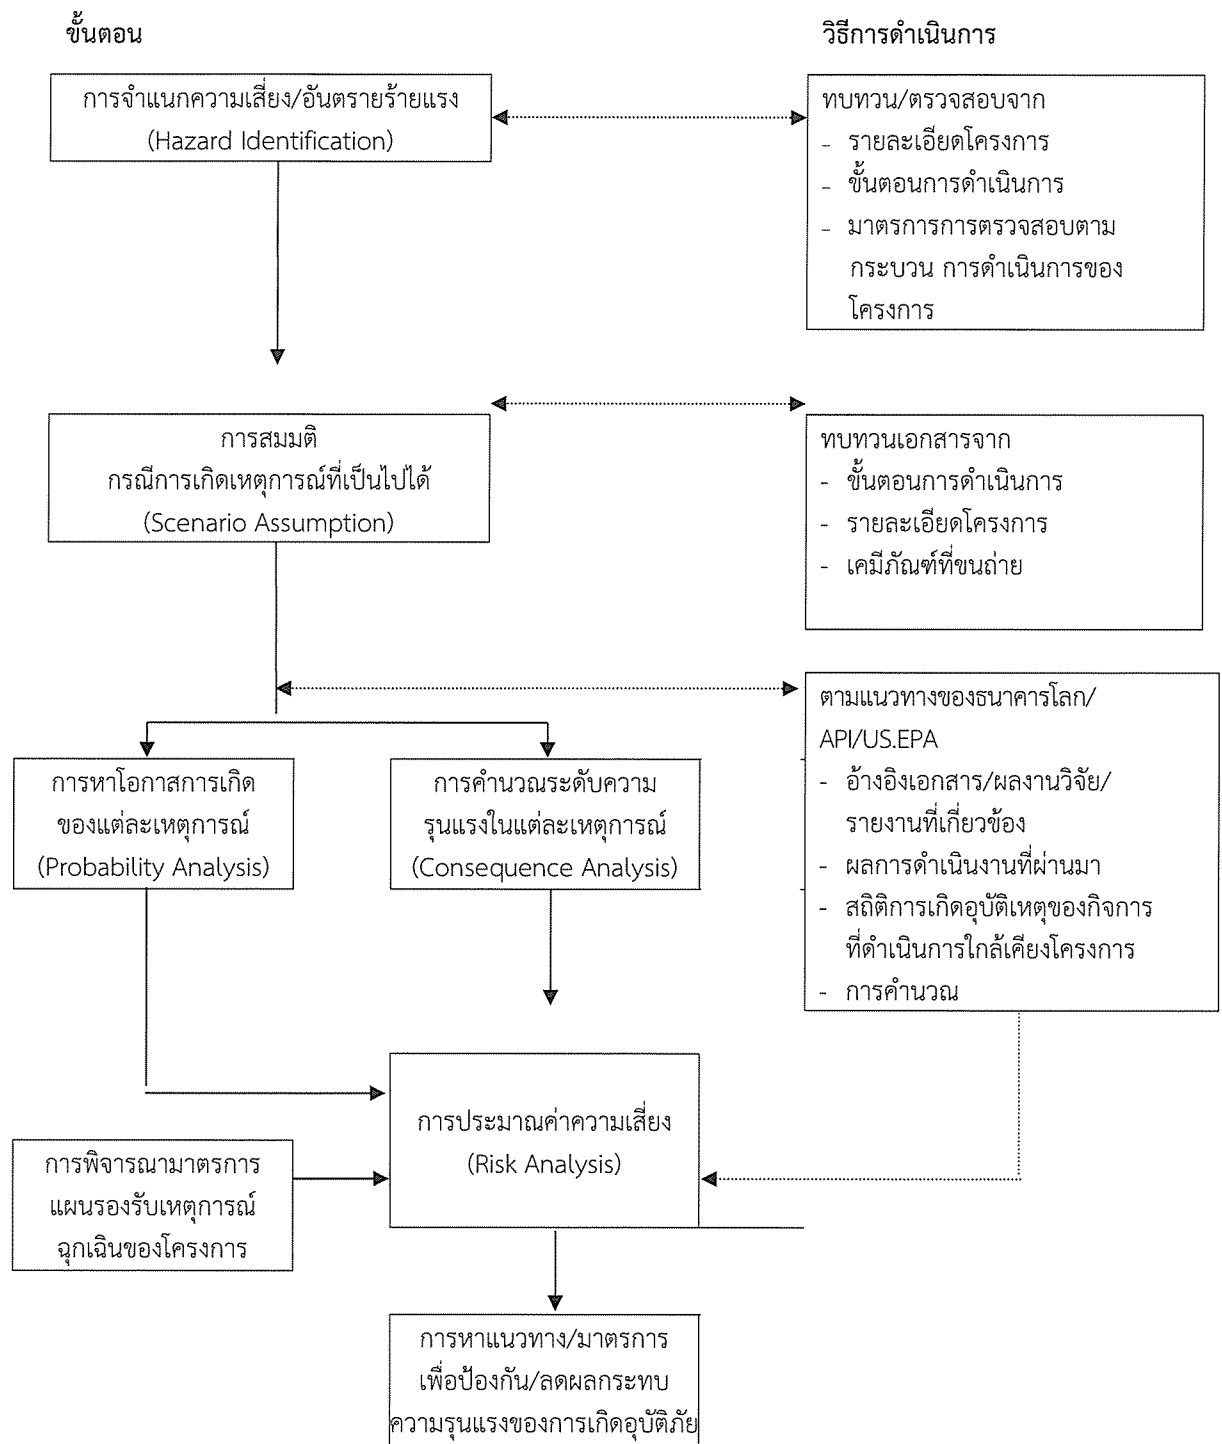 ขั้นตอน
วิธีการดำเนินการ
การจำแนกความเสี่ยง/อันตรายร้ายแรง
(Hazard Identification)
ทบทวน/ตรวจสอบจาก
- รายละเอียดโครงการ
- ขั้นตอนการดำเนินการ
- มาตรการการตรวจสอบตาม
กระบวน การดำเนินการของ
โครงการ
การสมมติ
กรณีการเกิดเหตุการณ์ที่เป็นไปได้
(Scenario Assumption)
ทบทวนเอกสารจาก
- ขั้นตอนการดำเนินการ
- รายละเอียดโครงการ
- เคมีภัณฑ์ที่ขนถ่าย
ตามแนวทางของธนาคารโลก/
API/US.EPA
- อ้างอิงเอกสาร/ผลงานวิจัย/
รายงานที่เกี่ยวข้อง
- ผลการดำเนินงานที่ผ่านมา
- สถิติการเกิดอุบัติเหตุของกิจการ
ที่ดำเนินการใกล้เคียงโครงการ
- การคำนวณ
การหาโอกาสการเกิด
ของแต่ละเหตุการณ์
(Probability Analysis)
การคำนวณระดับความ
รุนแรงในแต่ละเหตุการณ์
(Consequence Analysis)
การประมาณค่าความเสี่ยง
(Risk Analysis)
การพิจารณามาตรการ
แผนรองรับเหตุการณ์
ฉุกเฉินของโครงการ
การหาแนวทาง/มาตรการ
เพื่อป้องกัน/ลดผลกระทบ
ความรุนแรงของการเกิดอุบัติภัย